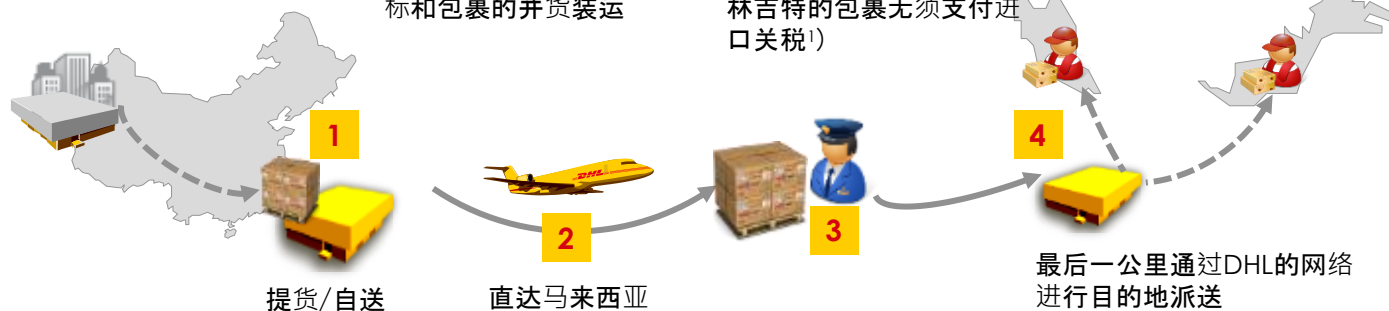 标和包裹的并货装运
林吉特的包裹无须支付进
口关税¹⁾
1
4
DHL
2
3
提货/自送
直达马来西亚
最后一公里通过DHL的网络
进行目的地派送